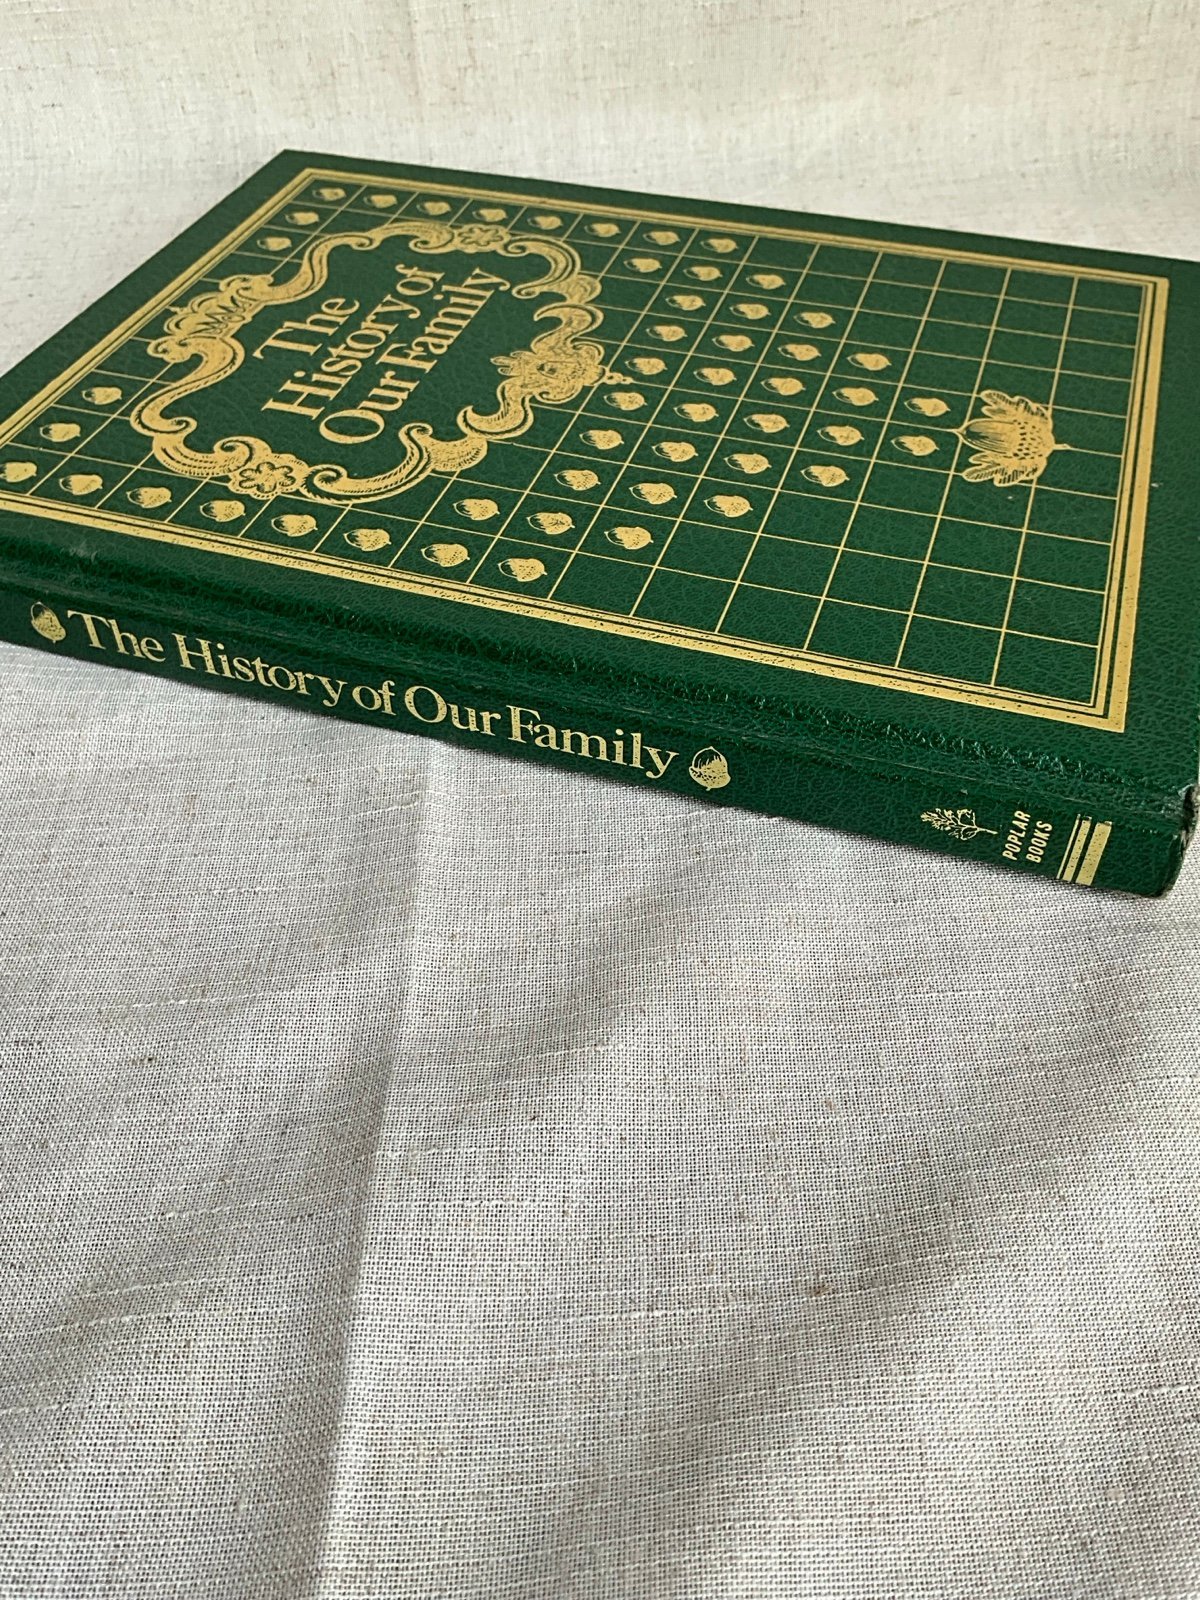 The
History of
Our Family
The History of Our Family
POPLAR
BOOKS